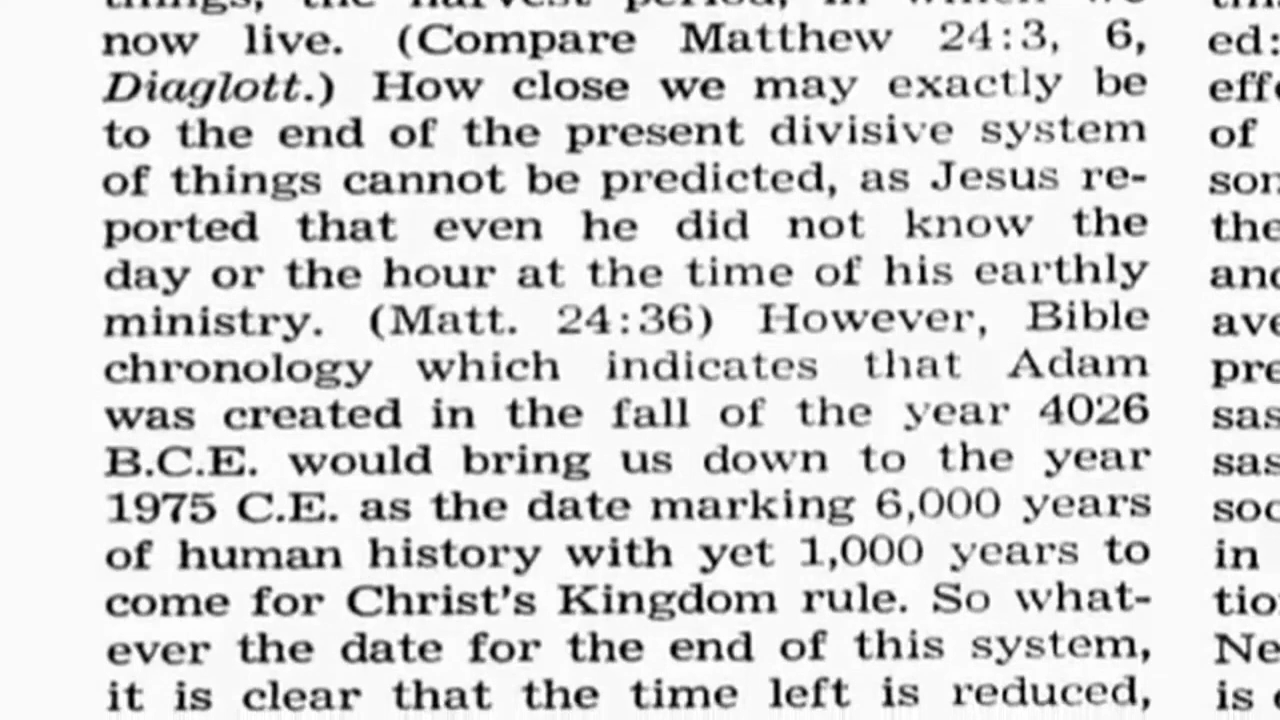 now live. (Compare Matthew 24:3, 6,
Diaglott.) How close we may exactly be
to the end of the present divisive system
of things cannot be predicted, as Jesus re-
ported that even he did not know the
day or the hour at the time of his earthly
ministry. (Matt. 24:36) However, Bible
chronology which indicates that Adam
was created in the fall of the year 4026
B.C.E. would bring us down to the year
1975 C.E. as the date marking 6,000 years
of human history with yet 1,000 years to
come for Christ's Kingdom rule. So what-
ever the date for the end of this system,
it is clear that the time left is reduced,